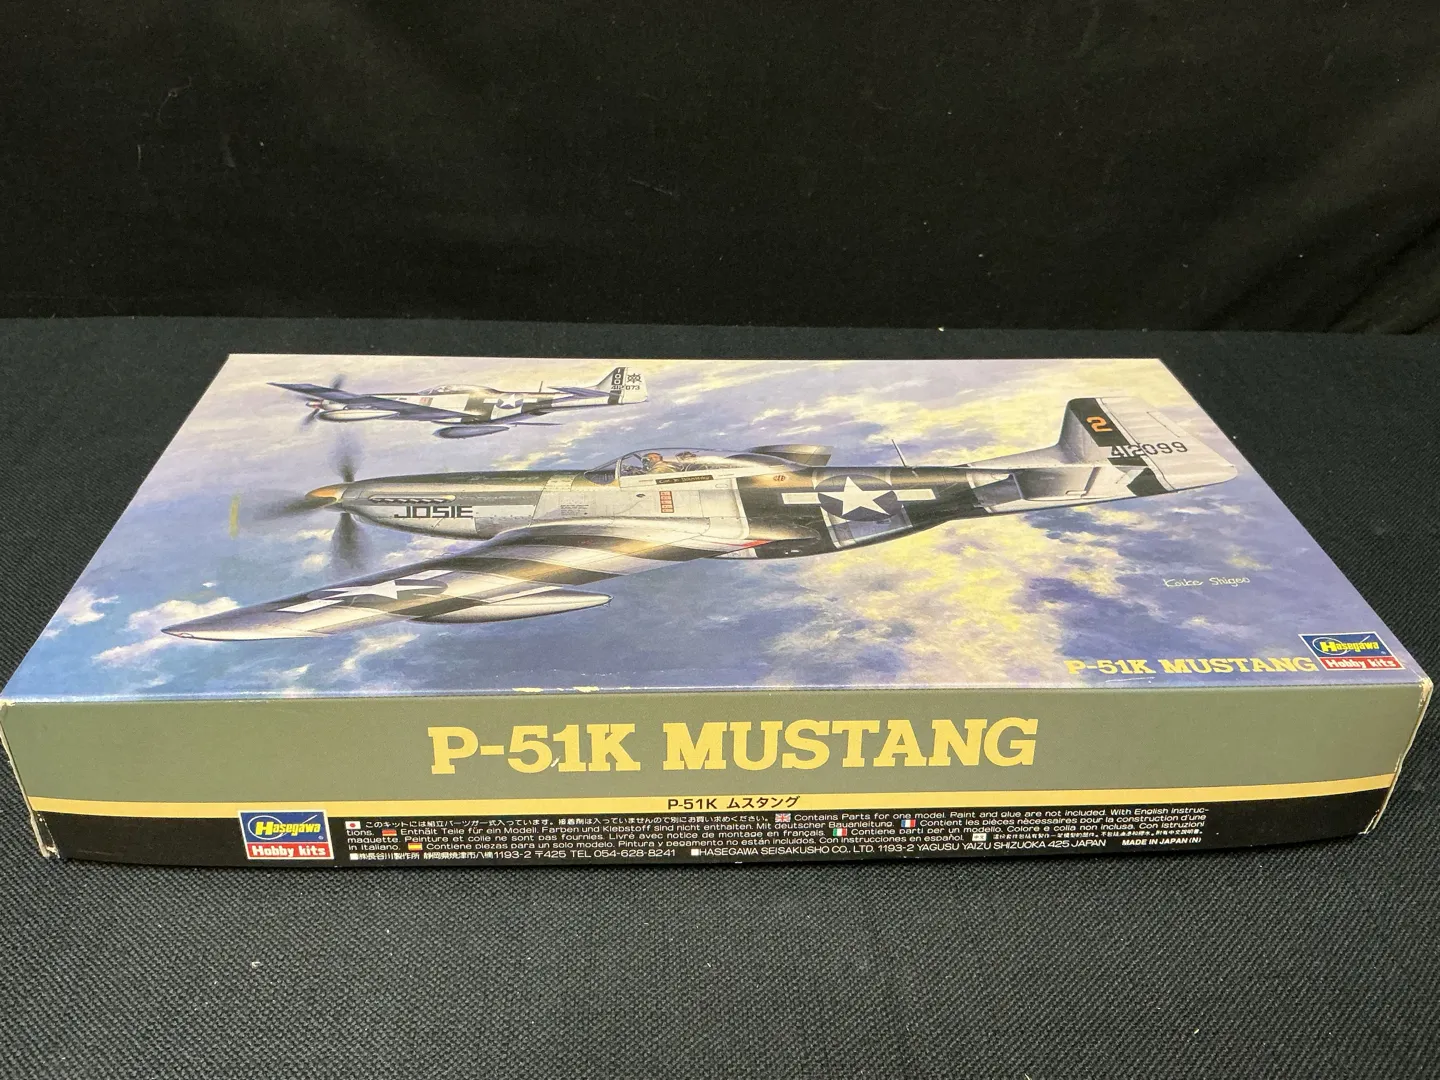 073
2
412099
JOSIE
Koike Shigeo
Hasegawa
P-51K MUSTANG Hobby kits
P-51K MUSTANG
P-51K ムスタング
Hasegawa
Hobby kits
このキットには組立パーツが一式入っています。接着剤は入っていませんので別にお買い求めください。 Contains Parts for one model. Paint and glue are not included. With English instruc-
tions. Enthält Teile für ein Modell. Farben und Klebstoff sind nicht enthalten. Mit deutscher Bauanleitung. Contient les pièces nécessaires pour la construction d'une
maquette. Peinture et colle ne sont pas fournies. Livré avec notice de montage en français. Contiene parti per un modello. Colore e colla non inclusa. Con istruzioni
in italiano. Contiene piezas para un solo modelo. Pintura y pegamento no están incluidos. Con instrucciones en español.
■㈱長谷川製作所 静岡県焼津市八楠1193-2 〒425 TEL 054-628-8241 ■HASEGAWA SEISAKUSHO CO., LTD. 1193-2 YAGUSU YAIZU SHIZUOKA 425 JAPAN MADE IN JAPAN (N)